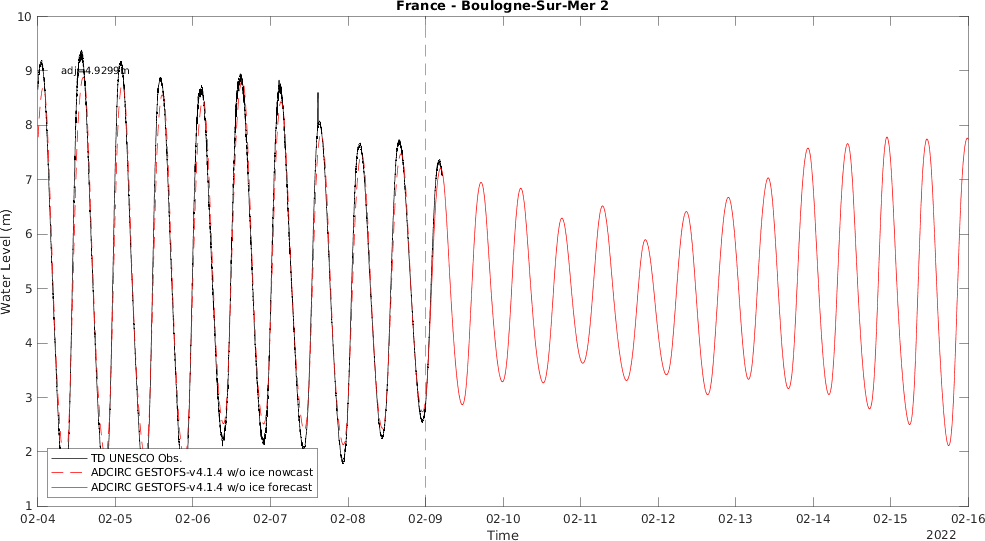 France - Boulogne-Sur-Mer 2
10
9
8
7
6
5
4
3
2
1
Water Level (m)
adj=4.9299m
TD UNESCO Obs.
ADCIRC GESTOFS-v4.1.4 w/o ice nowcast
ADCIRC GESTOFS-v4.1.4 w/o ice forecast
02-04 02-05 02-06 02-07 02-08 02-09 02-10 02-11 02-12 02-13 02-14 02-15 02-16
Time
2022